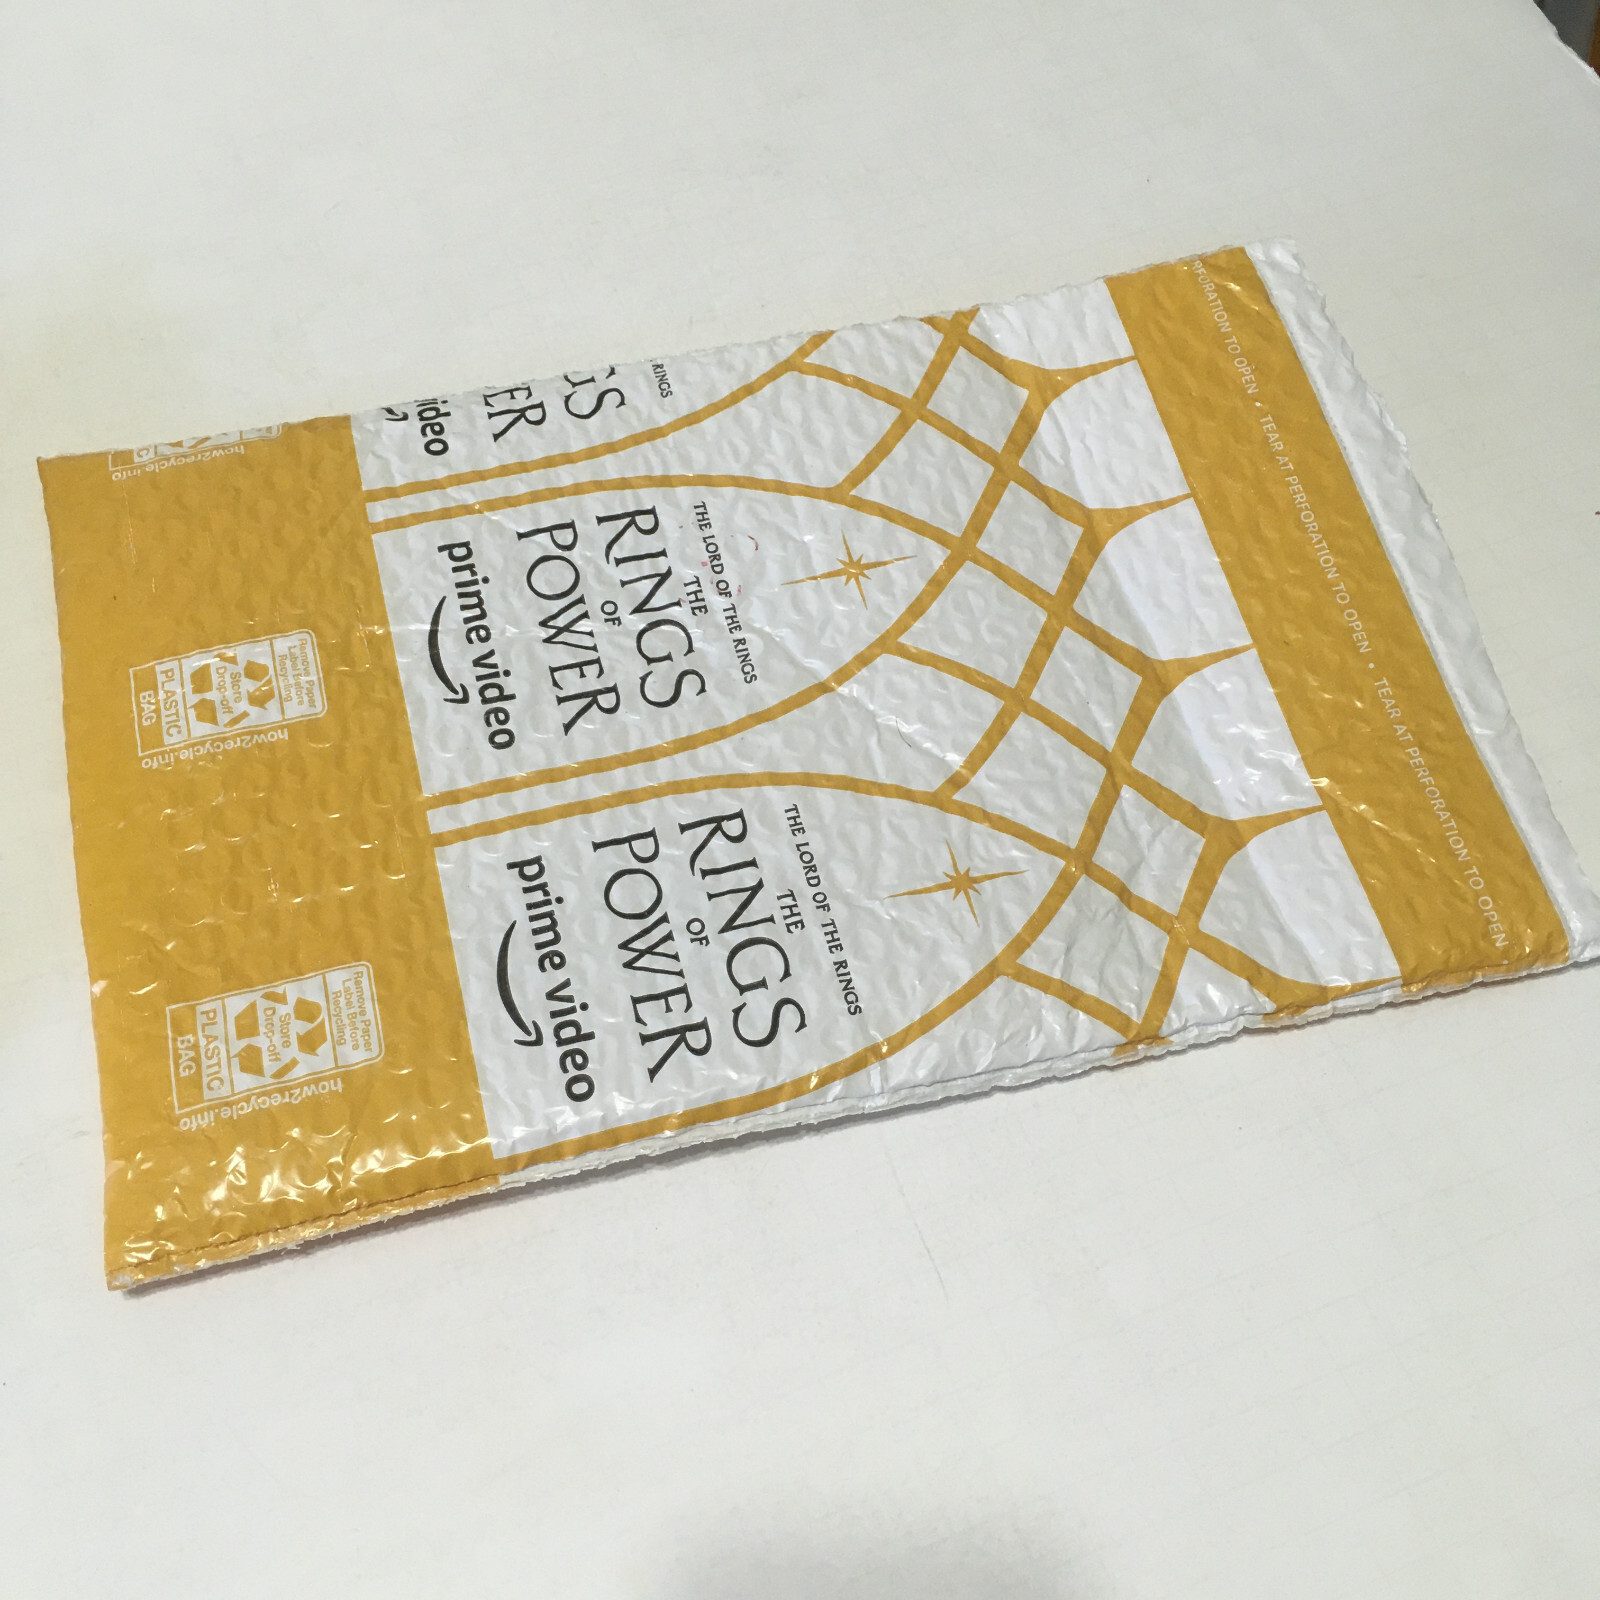 RFORATION TO OPEN • TEAR AT PERFORATION TO OPEN • TEAR AT PERFORATION TO OPEN •
RINGS
GS
ER
video
THE LORD OF THE RINGS
THE
RINGS
OF
POWER
prime video
THE LORD OF THE RINGS
THE
RINGS
OF
POWER
prime video
how2recycle.info
Remove Paper
Label Before
Recycling
Store
Drop-off
PLASTIC
BAG
how2recycle.info
Remove Paper
Label Before
Recycling
Store
Drop-off
PLASTIC
BAG
how2recycle.info